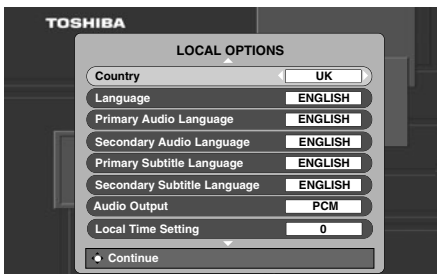 TOSHIBA
LOCAL OPTIONS
Country UK
Language ENGLISH
Primary Audio Language ENGLISH
Secondary Audio Language ENGLISH
Primary Subtitle Language ENGLISH
Secondary Subtitle Language ENGLISH
Audio Output PCM
Local Time Setting 0
Continue